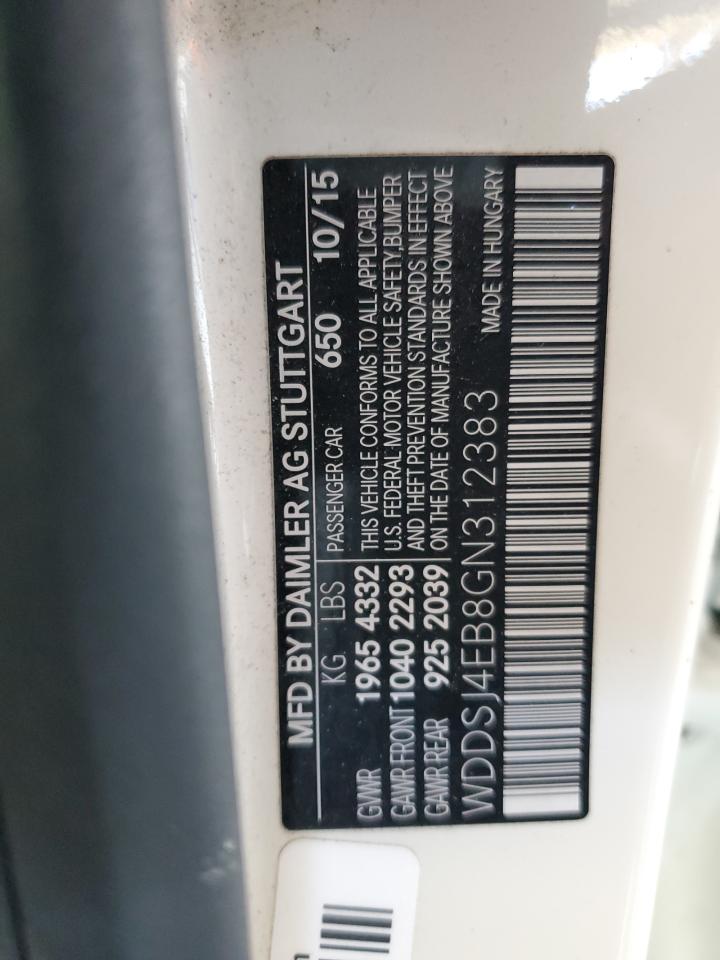 MFD BY DAIMLER AG STUTTGART
KG LBS PASSENGER CAR 650 10/15
GVWR 1965 4332 THIS VEHICLE CONFORMS TO ALL APPLICABLE
GAWR FRONT 1040 2293 U.S. FEDERAL MOTOR VEHICLE SAFETY,BUMPER
GAWR REAR 925 2039 AND THEFT PREVENTION STANDARDS IN EFFECT
ON THE DATE OF MANUFACTURE SHOWN ABOVE
WDDSJ4EB8GN312383 MADE IN HUNGARY